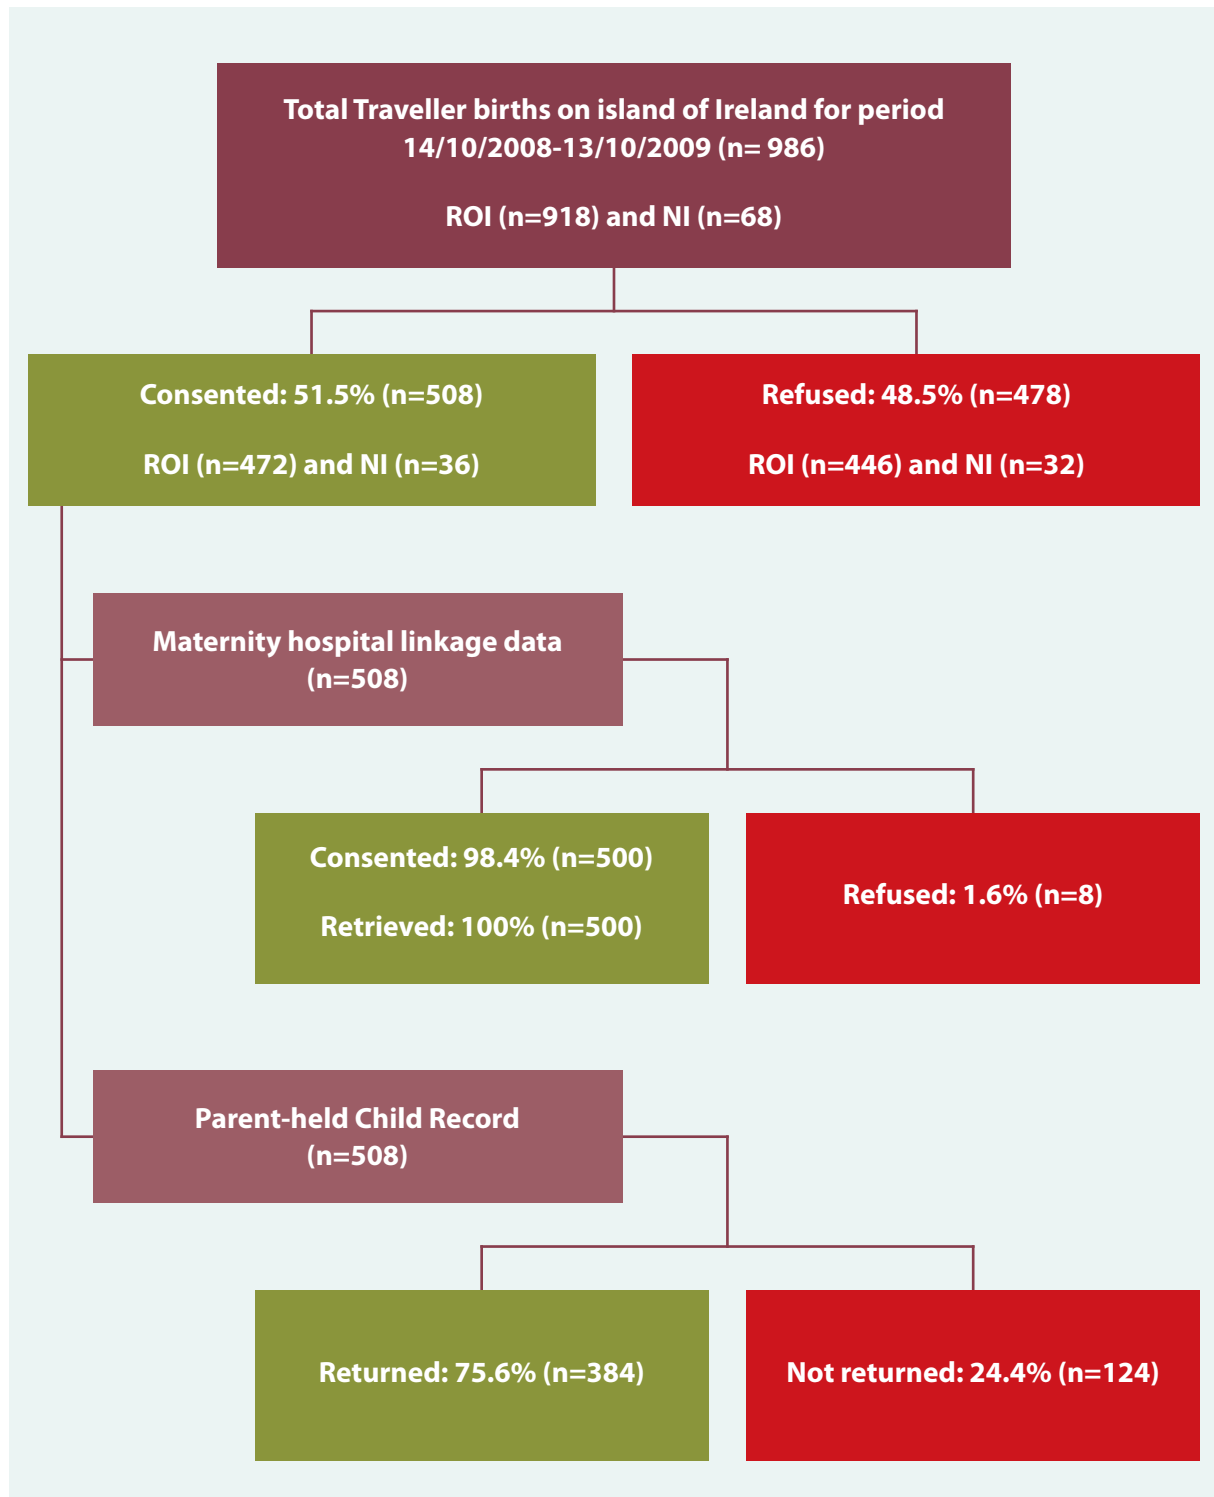 Total Traveller births on island of Ireland for period
14/10/2008-13/10/2009 (n= 986)
ROI (n=918) and NI (n=68)
Consented: 51.5% (n=508)
ROI (n=472) and NI (n=36)
Refused: 48.5% (n=478)
ROI (n=446) and NI (n=32)
Maternity hospital linkage data
(n=508)
Consented: 98.4% (n=500)
Retrieved: 100% (n=500)
Refused: 1.6% (n=8)
Parent-held Child Record
(n=508)
Returned: 75.6% (n=384)
Not returned: 24.4% (n=124)